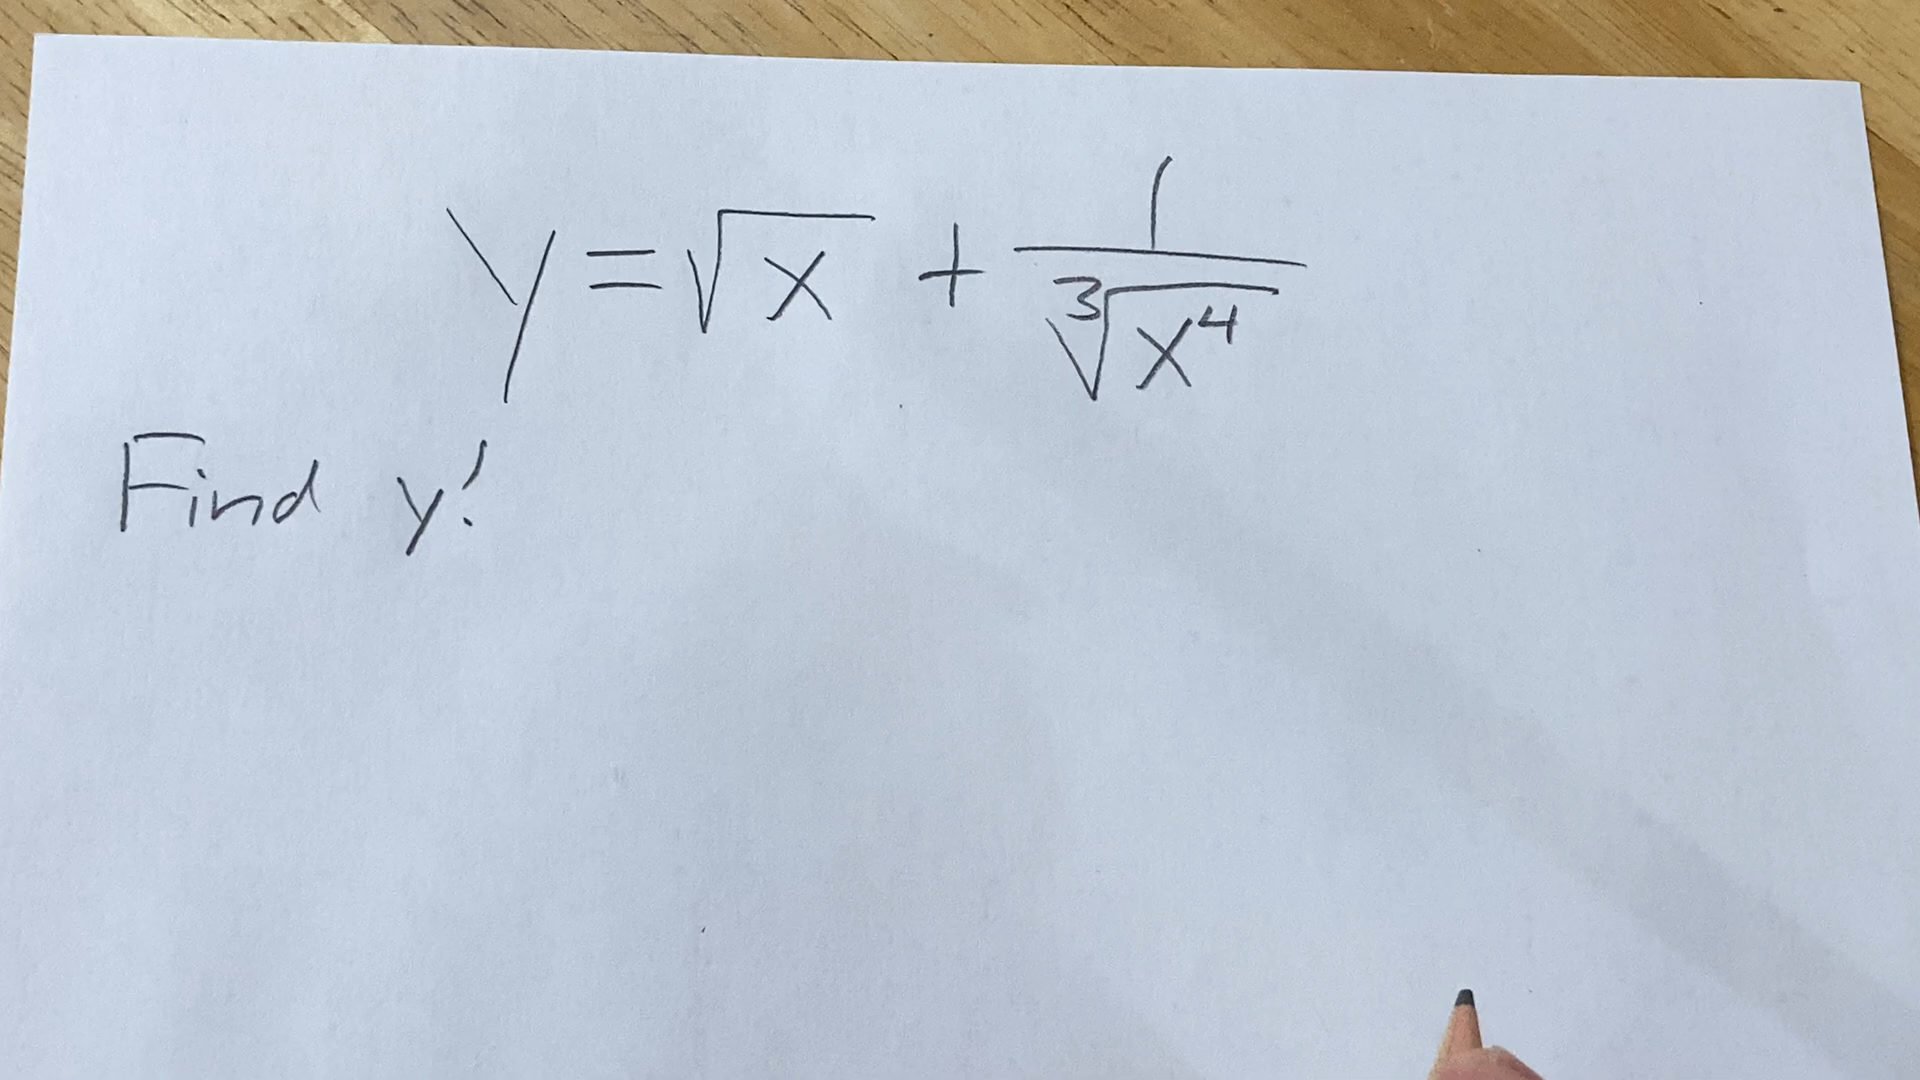 y = √x + 1/∛(x⁴)
Find y'.